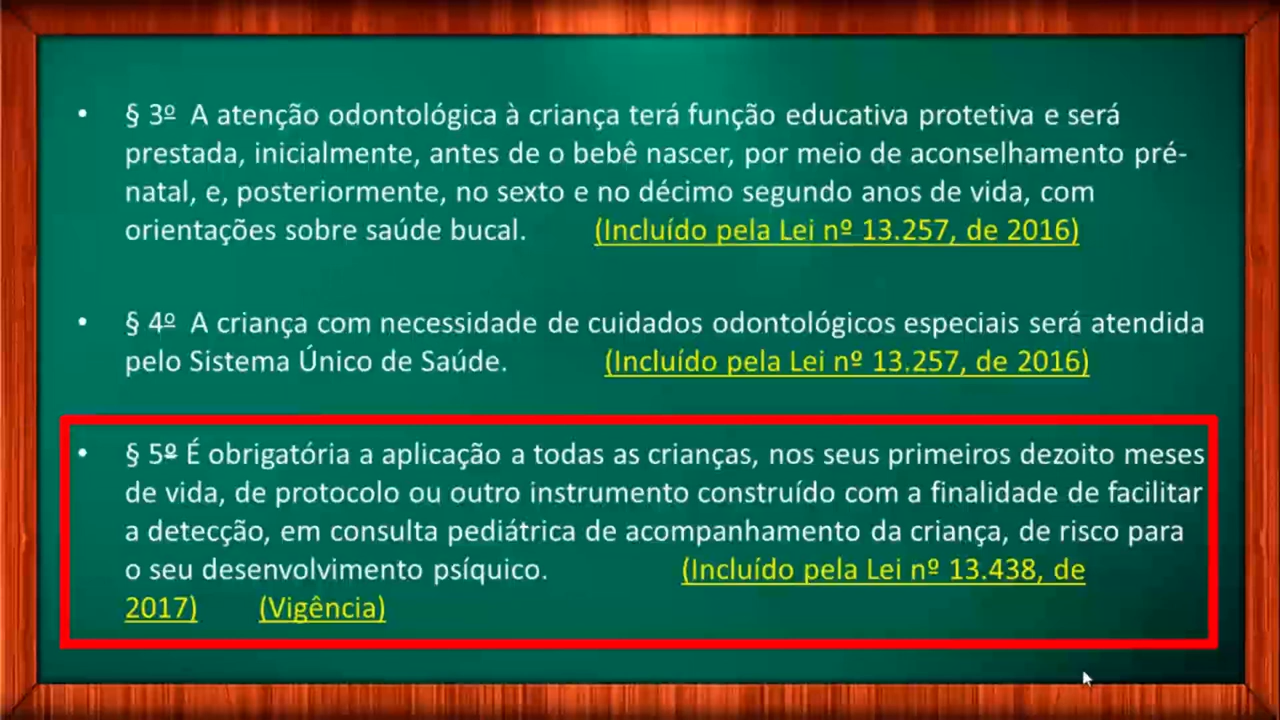 • § 3º A atenção odontológica à criança terá função educativa protetiva e será
prestada, inicialmente, antes de o bebê nascer, por meio de aconselhamento pré-
natal, e, posteriormente, no sexto e no décimo segundo anos de vida, com
orientações sobre saúde bucal. (Incluído pela Lei nº 13.257, de 2016)
• § 4º A criança com necessidade de cuidados odontológicos especiais será atendida
pelo Sistema Único de Saúde. (Incluído pela Lei nº 13.257, de 2016)
• § 5º É obrigatória a aplicação a todas as crianças, nos seus primeiros dezoito meses
de vida, de protocolo ou outro instrumento construído com a finalidade de facilitar
a detecção, em consulta pediátrica de acompanhamento da criança, de risco para
o seu desenvolvimento psíquico. (Incluído pela Lei nº 13.438, de
2017) (Vigência)